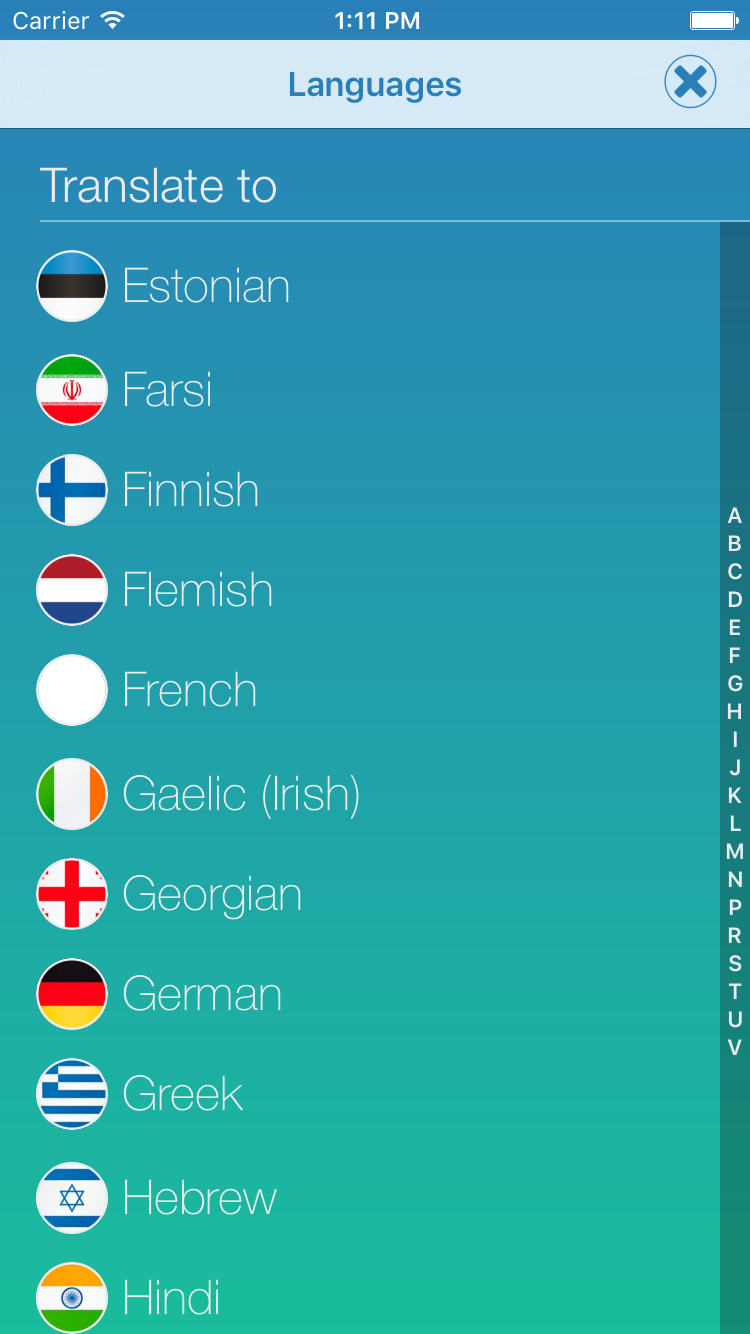 Carrier 1:11 PM
Languages
Translate to
Estonian
Farsi
Finnish
Flemish
French
Gaelic (Irish)
Georgian
German
Greek
Hebrew
Hindi
A
B
C
D
E
F
G
H
I
J
K
L
M
N
P
R
S
T
U
V